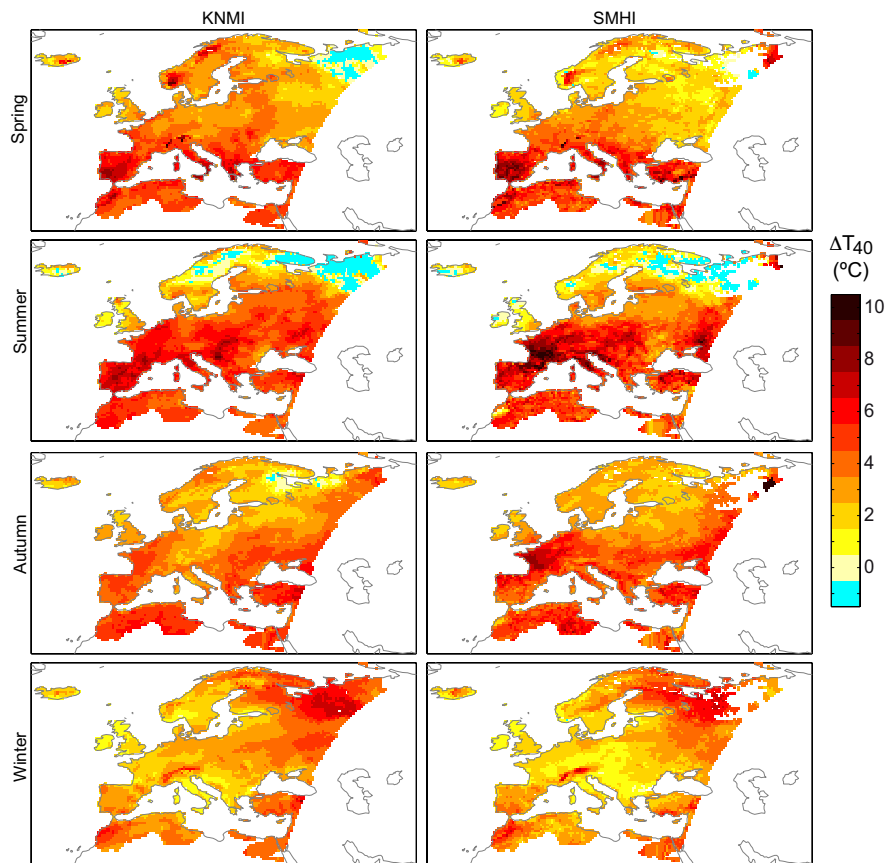 KNMI
SMHI
Spring
Summer
Autumn
Winter
ΔT40
(ºC)
10
8
6
4
2
0